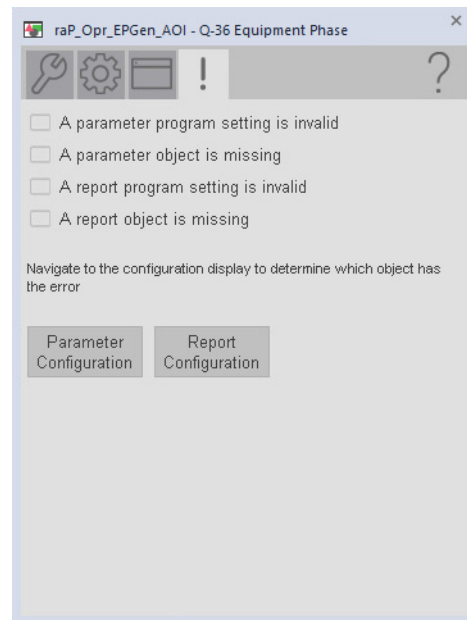 raP_Opr_EPGen_AOI - Q-36 Equipment Phase
×
!
?
A parameter program setting is invalid
A parameter object is missing
A report program setting is invalid
A report object is missing
Navigate to the configuration display to determine which object has
the error
Parameter
Configuration
Report
Configuration